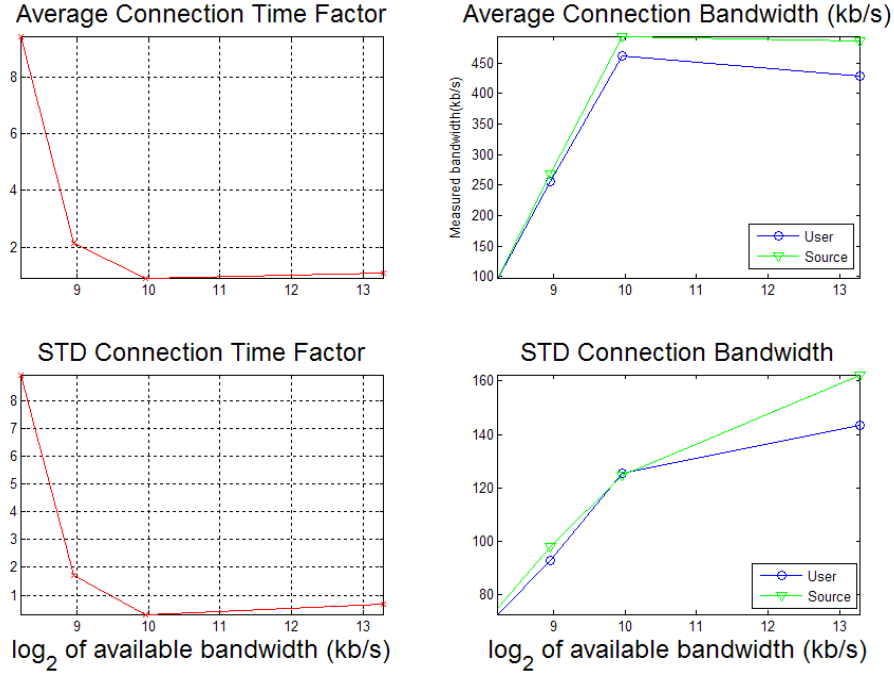 Average Connection Time Factor
8
6
4
2
9 10 11 12 13
Average Connection Bandwidth (kb/s)
Measured bandwidth(kb/s)
450
400
350
300
250
200
150
100
User
Source
9 10 11 12 13
STD Connection Time Factor
8
7
6
5
4
3
2
1
9 10 11 12 13
log2 of available bandwidth (kb/s)
STD Connection Bandwidth
160
140
120
100
80
User
Source
9 10 11 12 13
log2 of available bandwidth (kb/s)